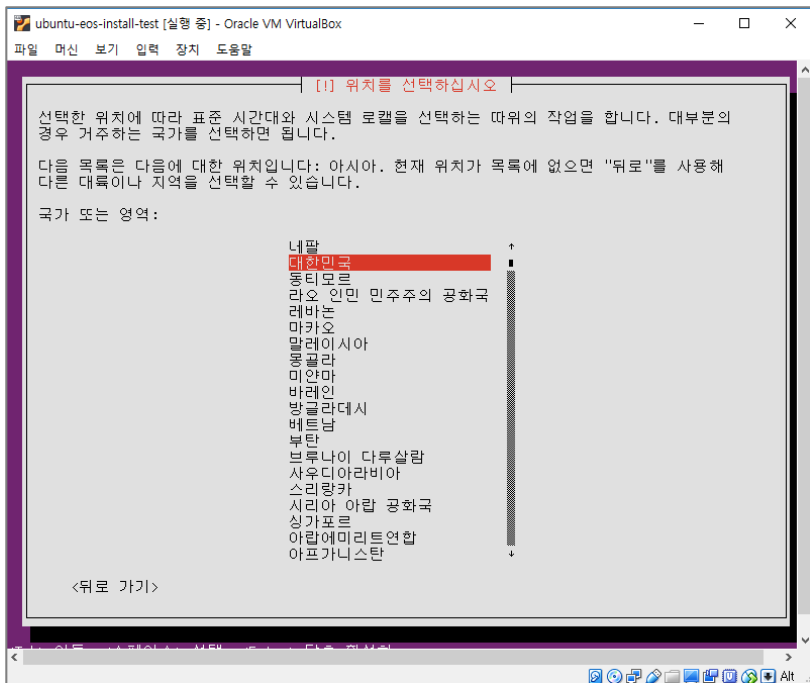 ubuntu-eos-install-test [실행 중] - Oracle VM VirtualBox
파일 머신 보기 입력 장치 도움말
[!] 위치를 선택하십시오
선택한 위치에 따라 표준 시간대와 시스템 로캘을 선택하는 따위의 작업을 합니다. 대부분의
경우 거주하는 국가를 선택하면 됩니다.
다음 목록은 다음에 대한 위치입니다: 아시아. 현재 위치가 목록에 없으면 "뒤로"를 사용해
다른 대륙이나 지역을 선택할 수 있습니다.
국가 또는 영역:
네팔
대한민국
동티모르
라오 인민 민주주의 공화국
레바논
마카오
말레이시아
몽골라
미얀마
바레인
방글라데시
베트남
부탄
브루나이 다루살람
사우디아라비아
스리랑카
시리아 아랍 공화국
싱가포르
아랍에미리트연합
아프가니스탄
<뒤로 가기>
Alt